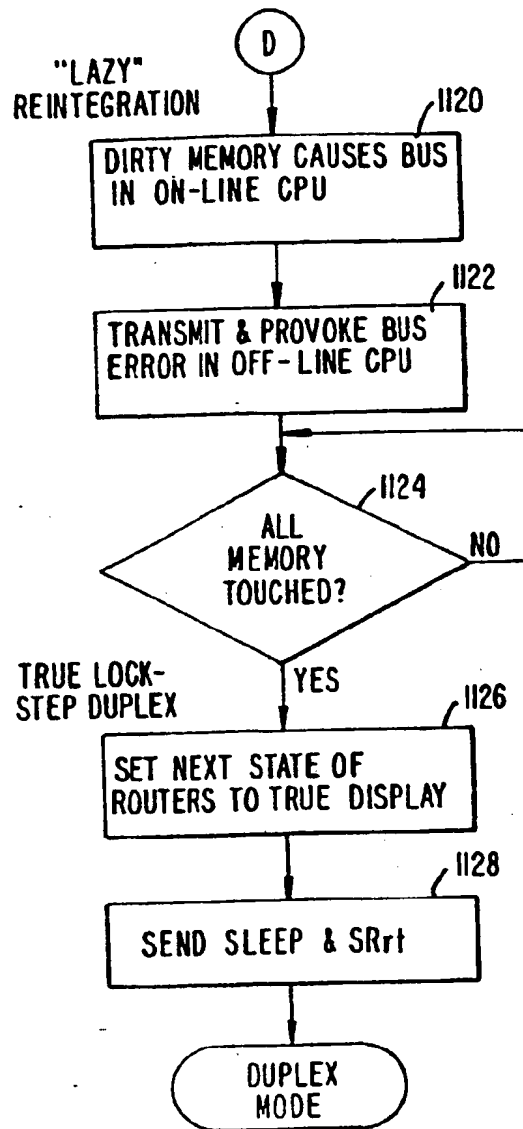 D
"LAZY"
REINTEGRATION
1120
DIRTY MEMORY CAUSES BUS
IN ON-LINE CPU
1122
TRANSMIT & PROVOKE BUS
ERROR IN OFF-LINE CPU
1124
ALL
MEMORY
TOUCHED?
NO
YES
TRUE LOCK-
STEP DUPLEX
1126
SET NEXT STATE OF
ROUTERS TO TRUE DISPLAY
1128
SEND SLEEP & SRrt
DUPLEX
MODE